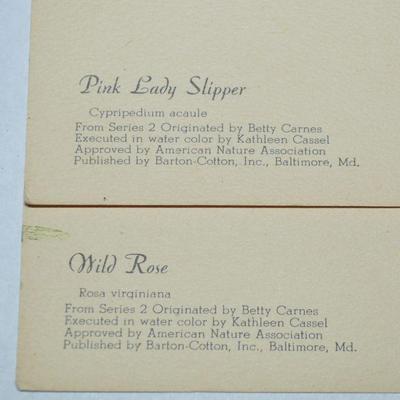 Pink Lady Slipper
Cypripedium acaule
From Series 2 Originated by Betty Carnes
Executed in water color by Kathleen Cassel
Approved by American Nature Association
Published by Barton-Cotton, Inc., Baltimore, Md.
Wild Rose
Rosa virginiana
From Series 2 Originated by Betty Carnes
Executed in water color by Kathleen Cassel
Approved by American Nature Association
Published by Barton-Cotton, Inc., Baltimore, Md.